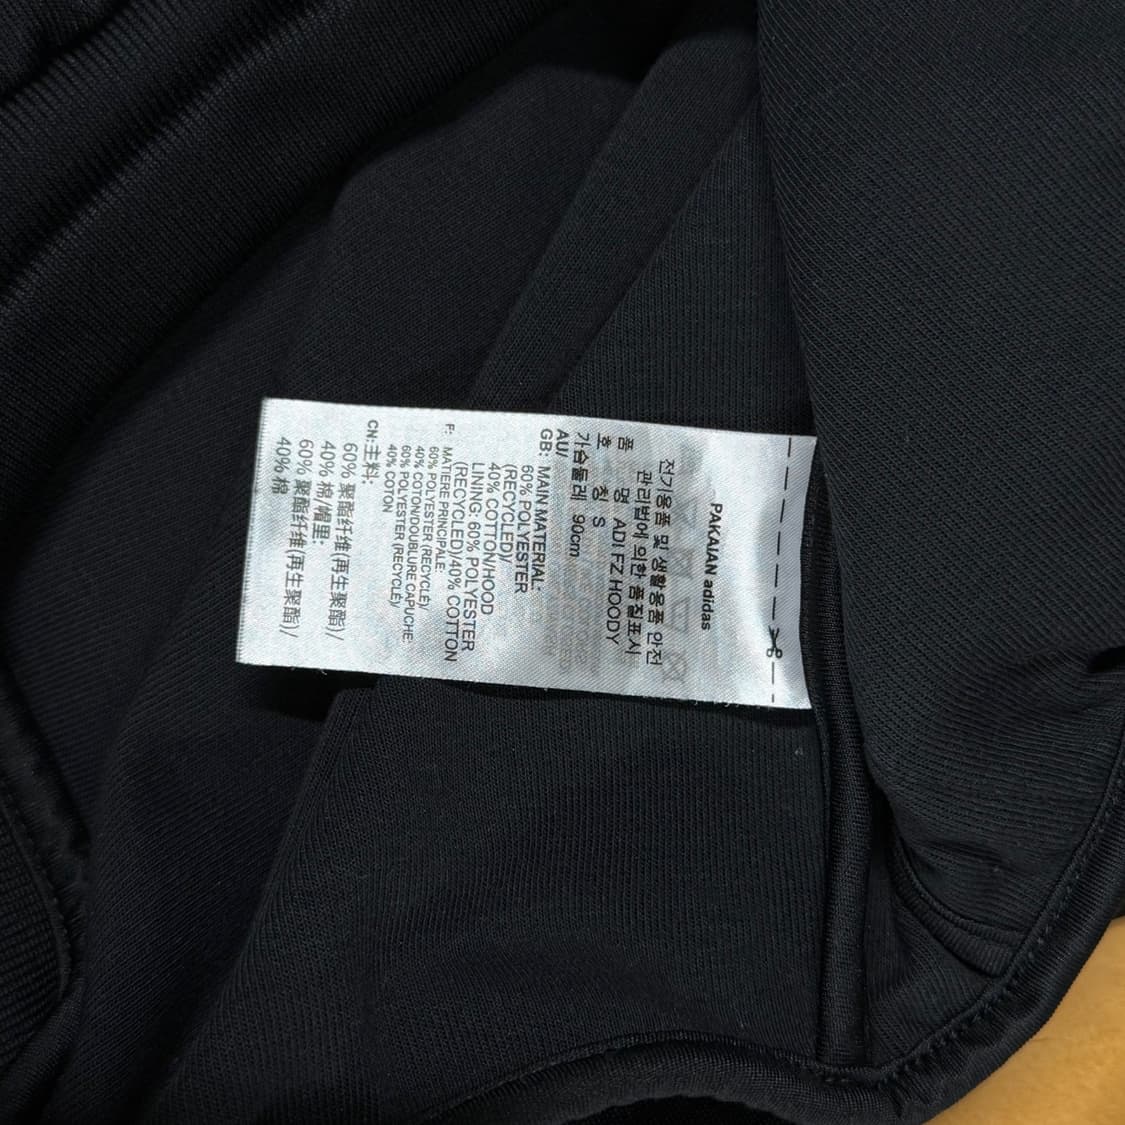 PAKAIAN adidas
전기용품 및 생활용품 안전
관리법에 의한 품질표시
품 명 ADI FZ HOODY
호 칭 S
가슴둘레 90cm
AU/
GB: MAIN MATERIAL:
60% POLYESTER
(RECYCLED)/
40% COTTON/HOOD
LINING: 60% POLYESTER
(RECYCLED)/40% COTTON
F: MATIERE PRINCIPALE:
60% POLYESTER (RECYCLÉ)/
40% COTON/DOUBLURE CAPUCHE:
60% POLYESTER (RECYCLÉ)/
40% COTON
CN:主料:
60% 聚酯纤维(再生聚酯)/
40% 棉/帽里:
60% 聚酯纤维(再生聚酯)/
40% 棉